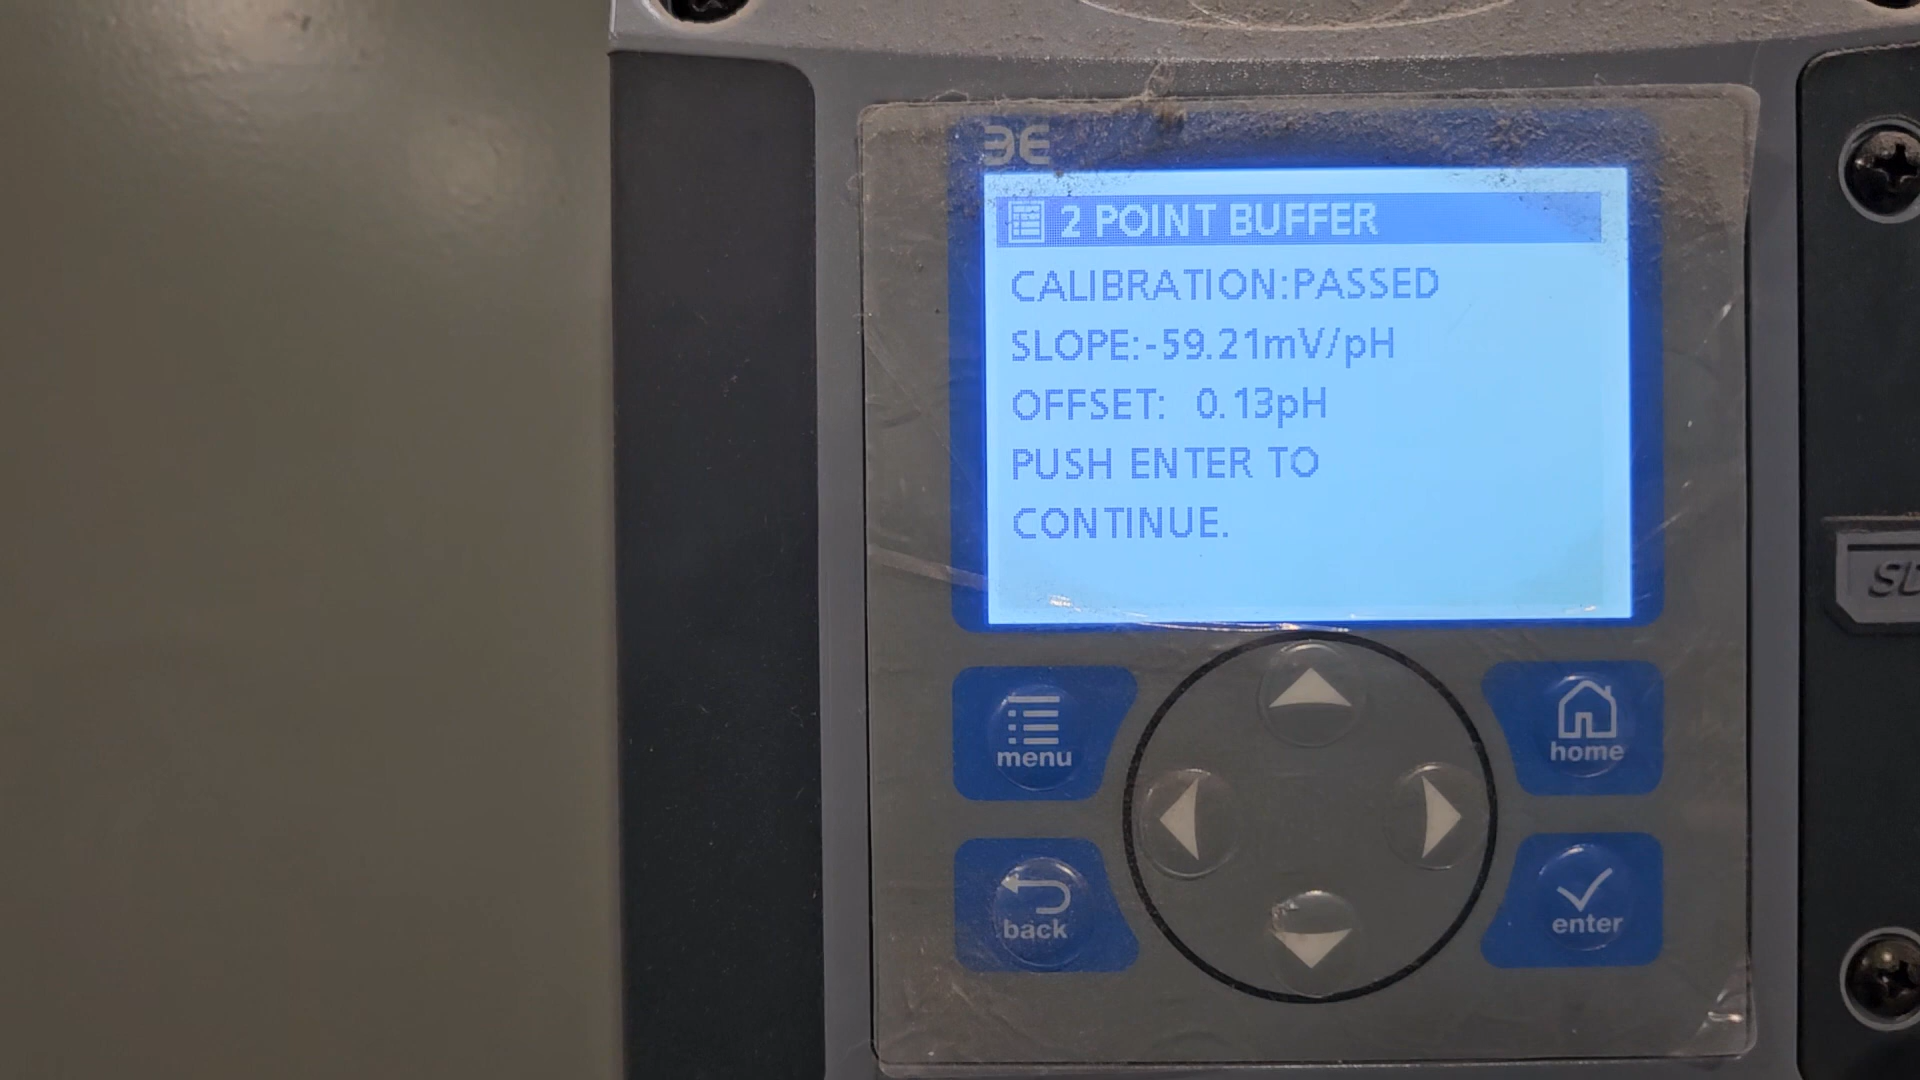 2 POINT BUFFER
CALIBRATION:PASSED
SLOPE:-59.21mV/pH
OFFSET: 0.13pH
PUSH ENTER TO
CONTINUE.
menu
home
back
enter